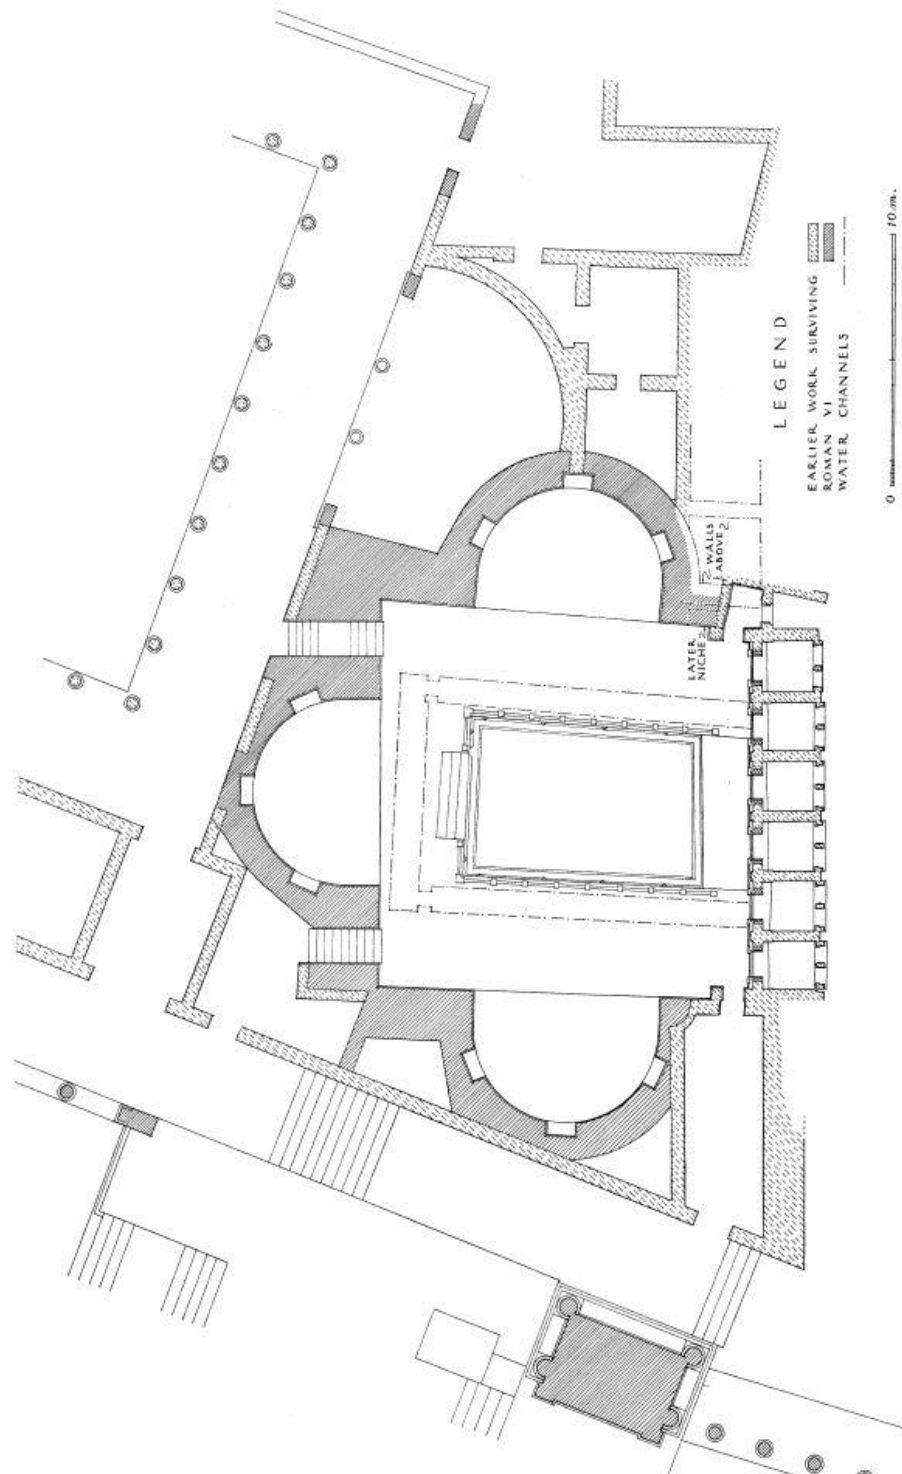 LEGEND
EARLIER WORK SURVIVING
ROMAN VI
WATER CHANNELS
0 10 m.
WALLS
ABOVE
LATER
NICHE